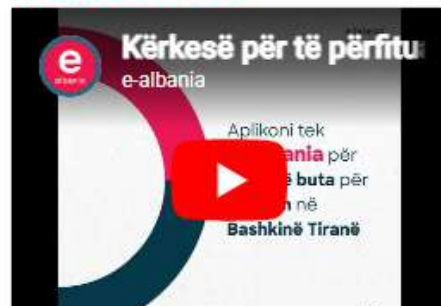 Kërkesë për të përfitu
e-albania
e
albania
Aplikoni tek
ania për
ë buta për
n në
Bashkinë Tiranë